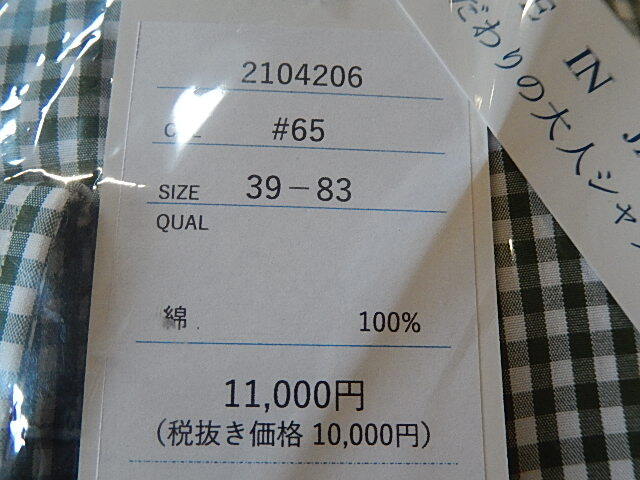 2104206
#65
SIZE 39-83
QUAL
綿 100%
11,000円
(税抜き価格 10,000円)
IN
だわりの大人シャ